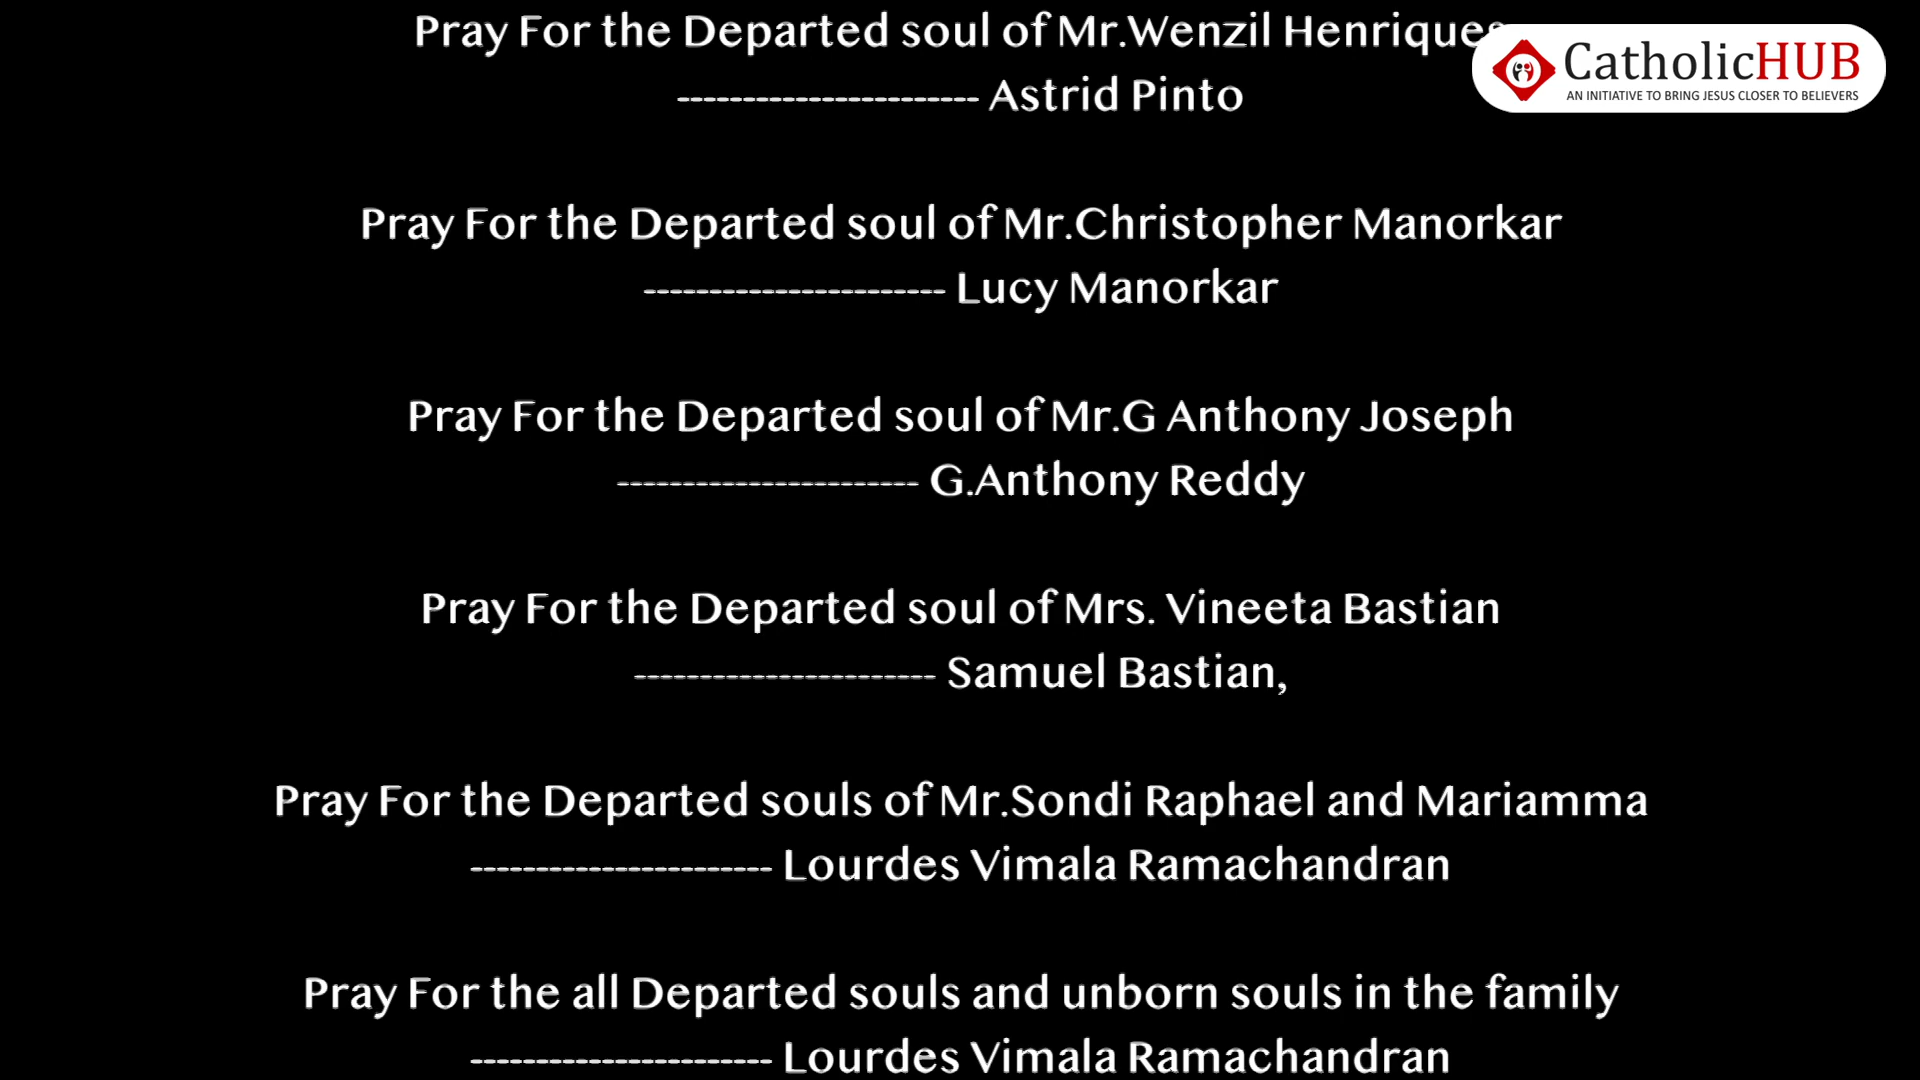 Pray For the Departed soul of Mr.Wenzil Henriques
----------------------- Astrid Pinto
CatholicHUB
AN INITIATIVE TO BRING JESUS CLOSER TO BELIEVERS
Pray For the Departed soul of Mr.Christopher Manorkar
----------------------- Lucy Manorkar
Pray For the Departed soul of Mr.G Anthony Joseph
----------------------- G.Anthony Reddy
Pray For the Departed soul of Mrs. Vineeta Bastian
----------------------- Samuel Bastian,
Pray For the Departed souls of Mr.Sondi Raphael and Mariamma
----------------------- Lourdes Vimala Ramachandran
Pray For the all Departed souls and unborn souls in the family
----------------------- Lourdes Vimala Ramachandran